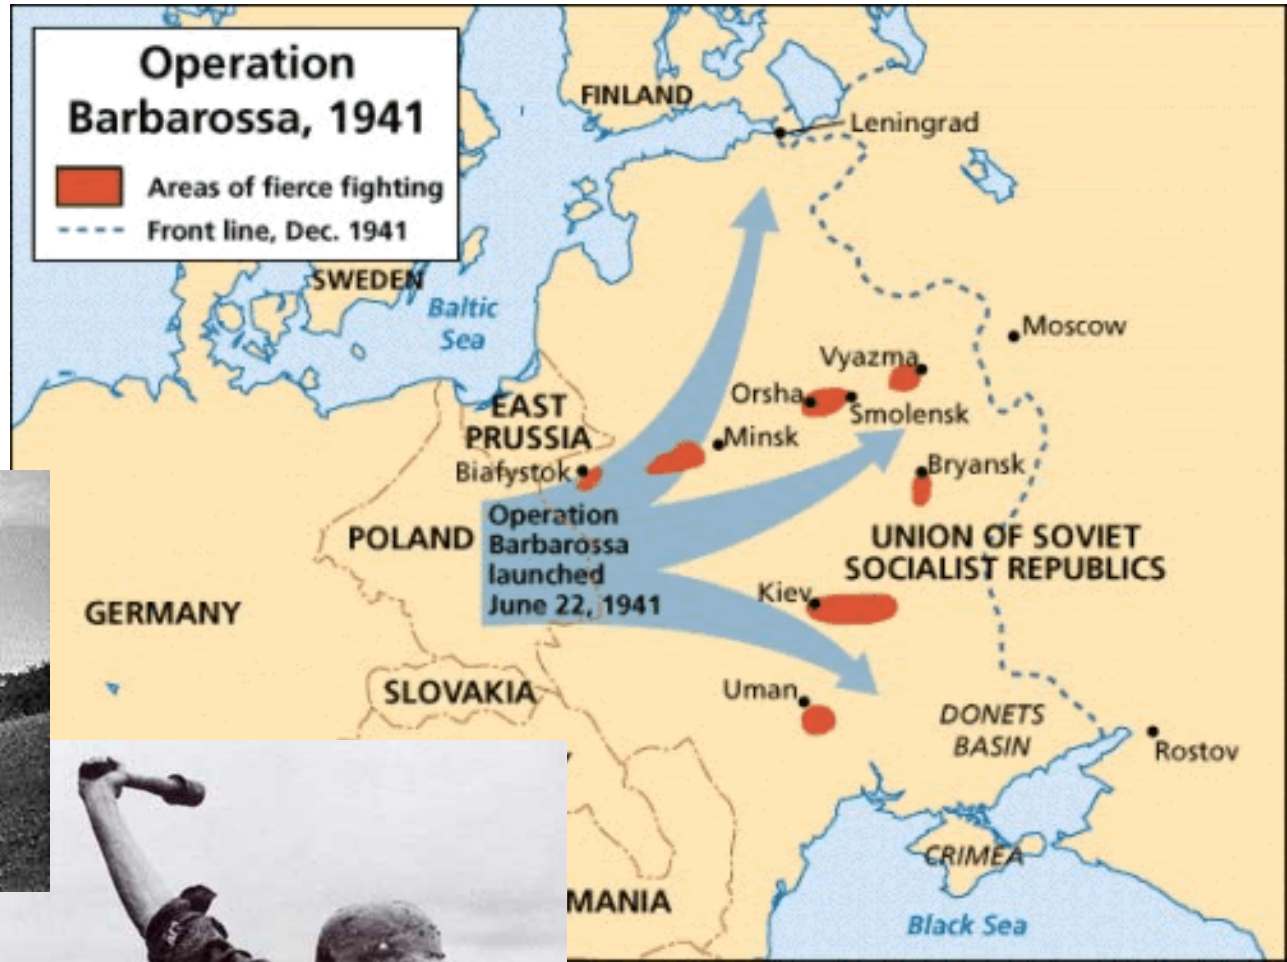 Operation
Barbarossa, 1941
Areas of fierce fighting
Front line, Dec. 1941
FINLAND
Leningrad
SWEDEN
Baltic
Sea
Moscow
Vyazma
Orsha
Smolensk
EAST
PRUSSIA
Minsk
Białystok
Bryansk
POLAND
Operation
Barbarossa
launched
June 22, 1941
UNION OF SOVIET
SOCIALIST REPUBLICS
Kiev
GERMANY
SLOVAKIA
Uman
DONETS
BASIN
Rostov
CRIMEA
MANIA
Black Sea